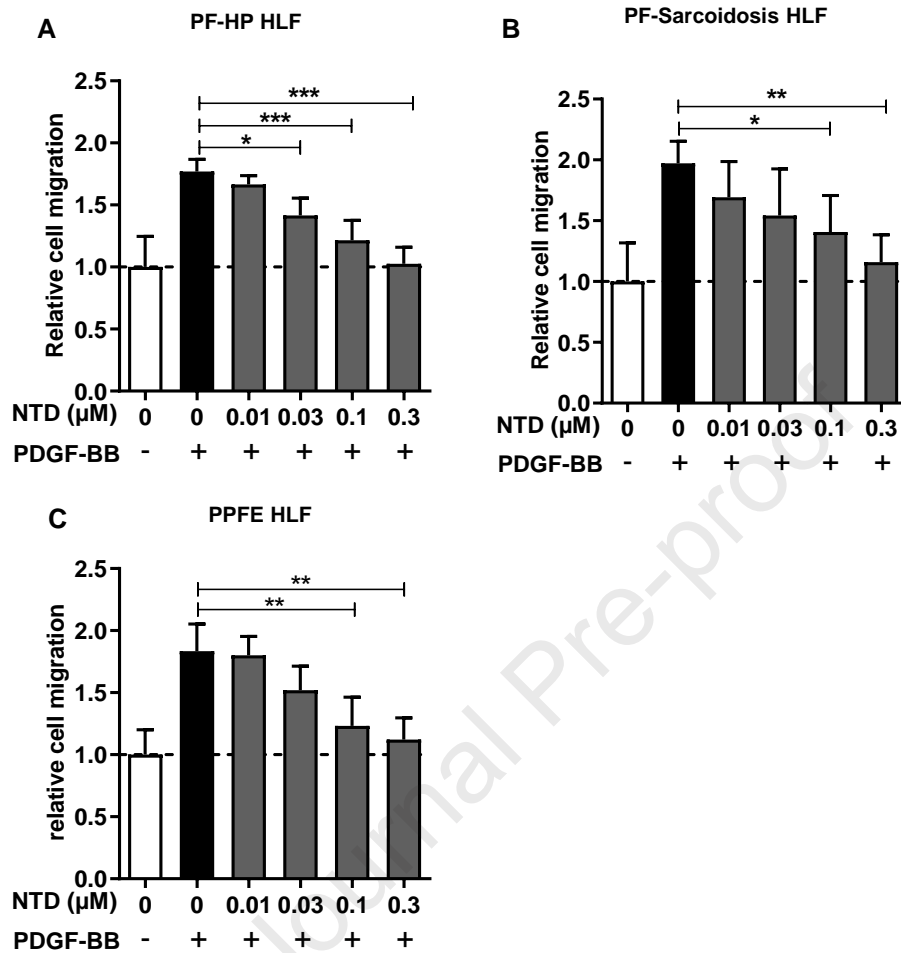 A
PF-HP HLF
Relative cell migration
2.5
2.0
1.5
1.0
0.5
0.0
***
***
*
NTD (µM) 0 0 0.01 0.03 0.1 0.3
PDGF-BB - + + + + +
B
PF-Sarcoidosis HLF
Relative cell migration
2.5
2.0
1.5
1.0
0.5
0.0
**
*
NTD (µM) 0 0 0.01 0.03 0.1 0.3
PDGF-BB - + + + + +
C
PPFE HLF
relative cell migration
2.5
2.0
1.5
1.0
0.5
0.0
**
**
NTD (µM) 0 0 0.01 0.03 0.1 0.3
PDGF-BB - + + + + +
Journal Pre-proof